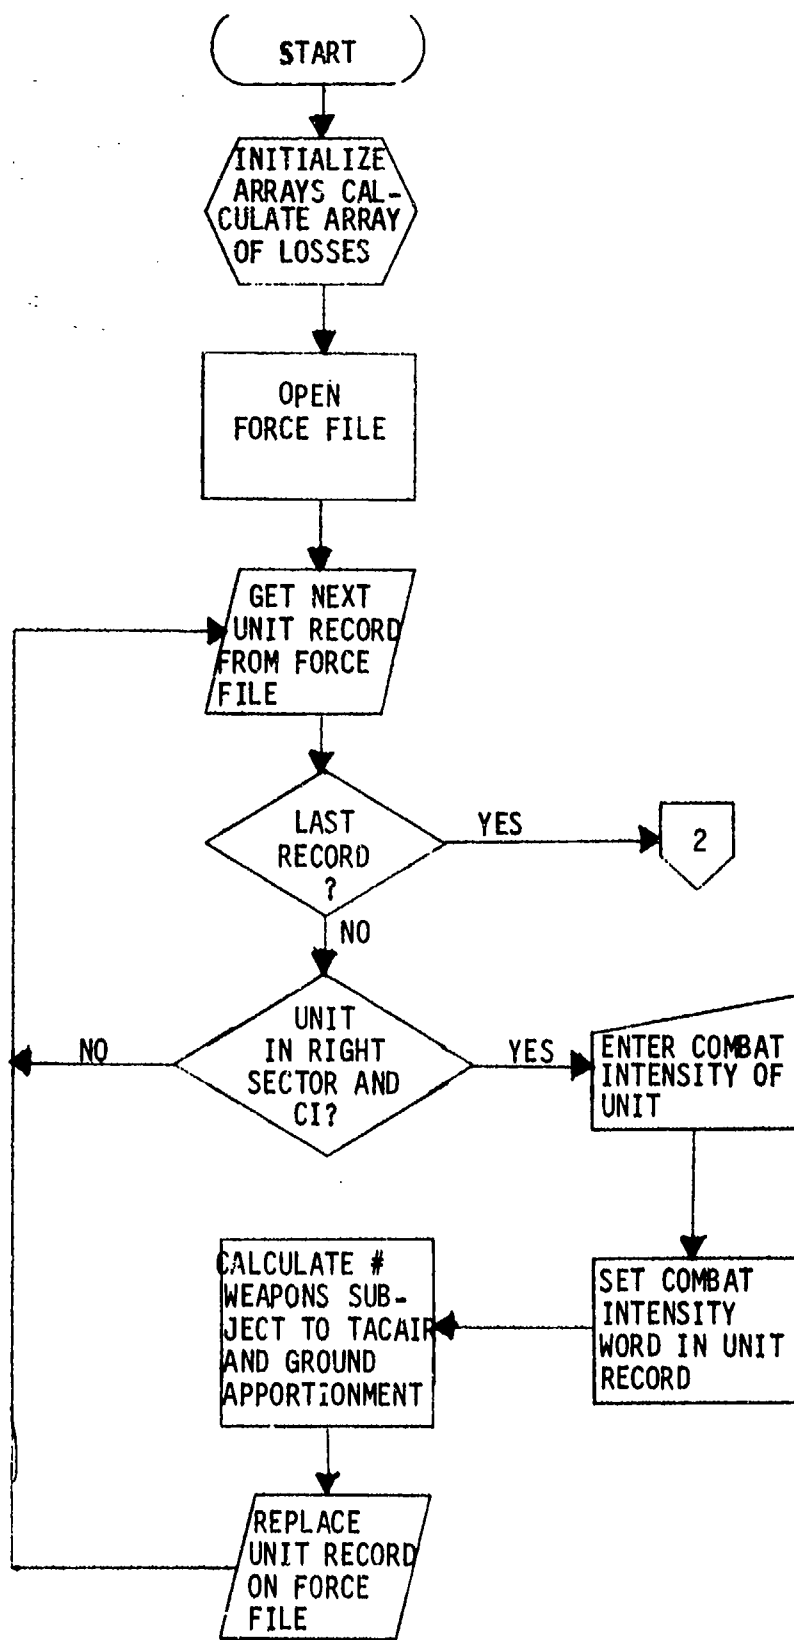 START
INITIALIZE
ARRAYS CAL-
CULATE ARRAY
OF LOSSES
OPEN
FORCE FILE
GET NEXT
UNIT RECORD
FROM FORCE
FILE
LAST
RECORD
?
YES
2
NO
UNIT
IN RIGHT
SECTOR AND
CI?
NO
YES
ENTER COMBAT
INTENSITY OF
UNIT
SET COMBAT
INTENSITY
WORD IN UNIT
RECORD
CALCULATE #
WEAPONS SUB-
JECT TO TACAIR
AND GROUND
APPORTIONMENT
REPLACE
UNIT RECORD
ON FORCE
FILE